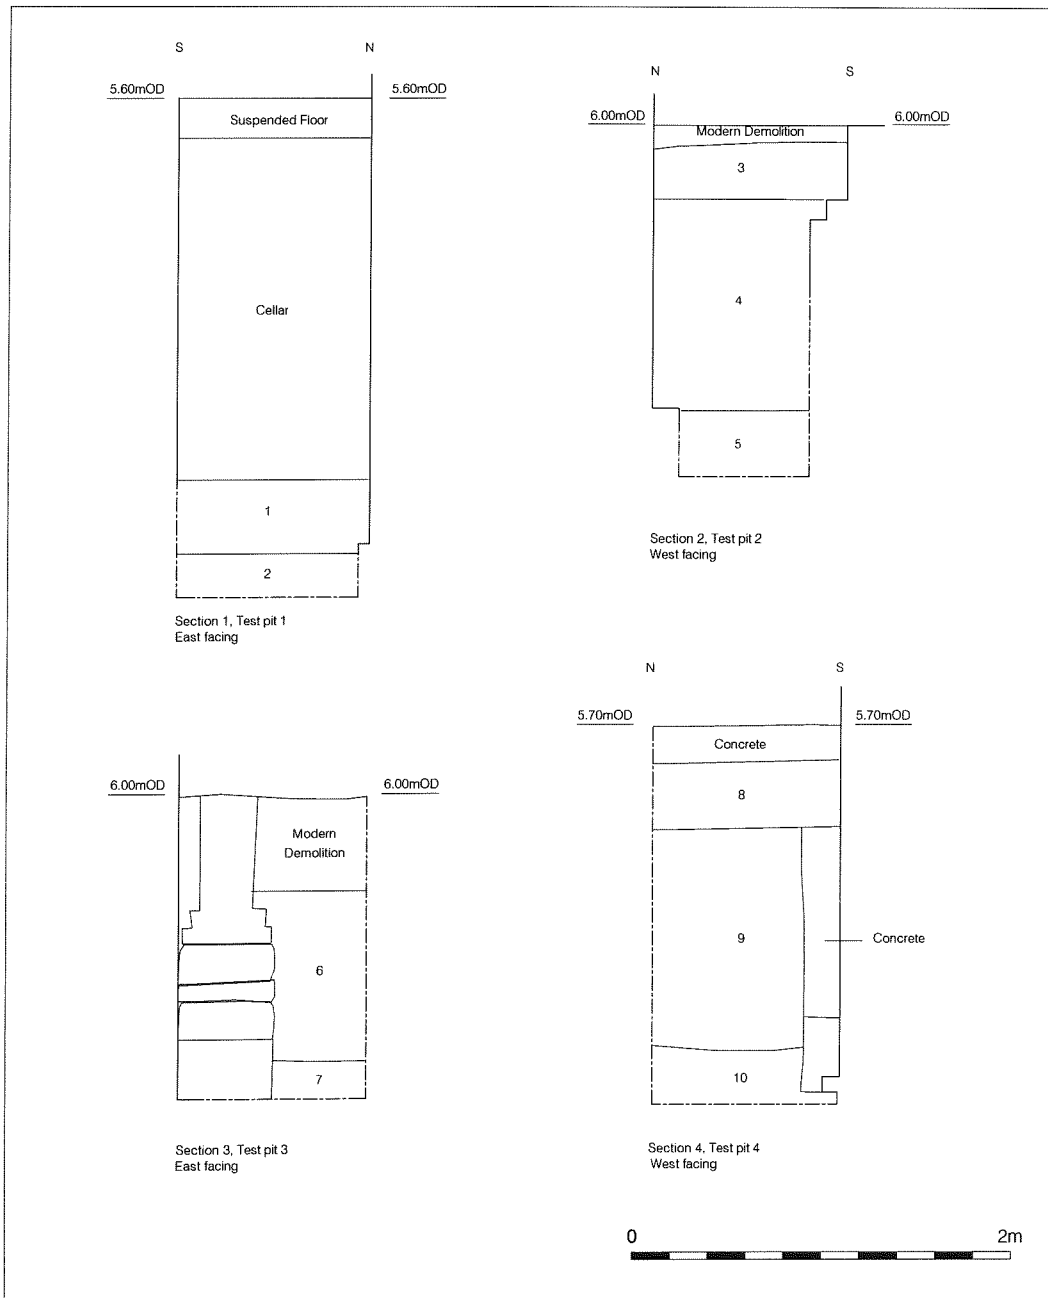 S
N
5.60mOD
5.60mOD
Suspended Floor
Cellar
1
2
Section 1, Test pit 1
East facing
N
S
6.00mOD
6.00mOD
Modern Demolition
3
4
5
Section 2, Test pit 2
West facing
6.00mOD
6.00mOD
Modern
Demolition
6
7
Section 3, Test pit 3
East facing
N
S
5.70mOD
5.70mOD
Concrete
8
9
Concrete
10
Section 4, Test pit 4
West facing
0
2m